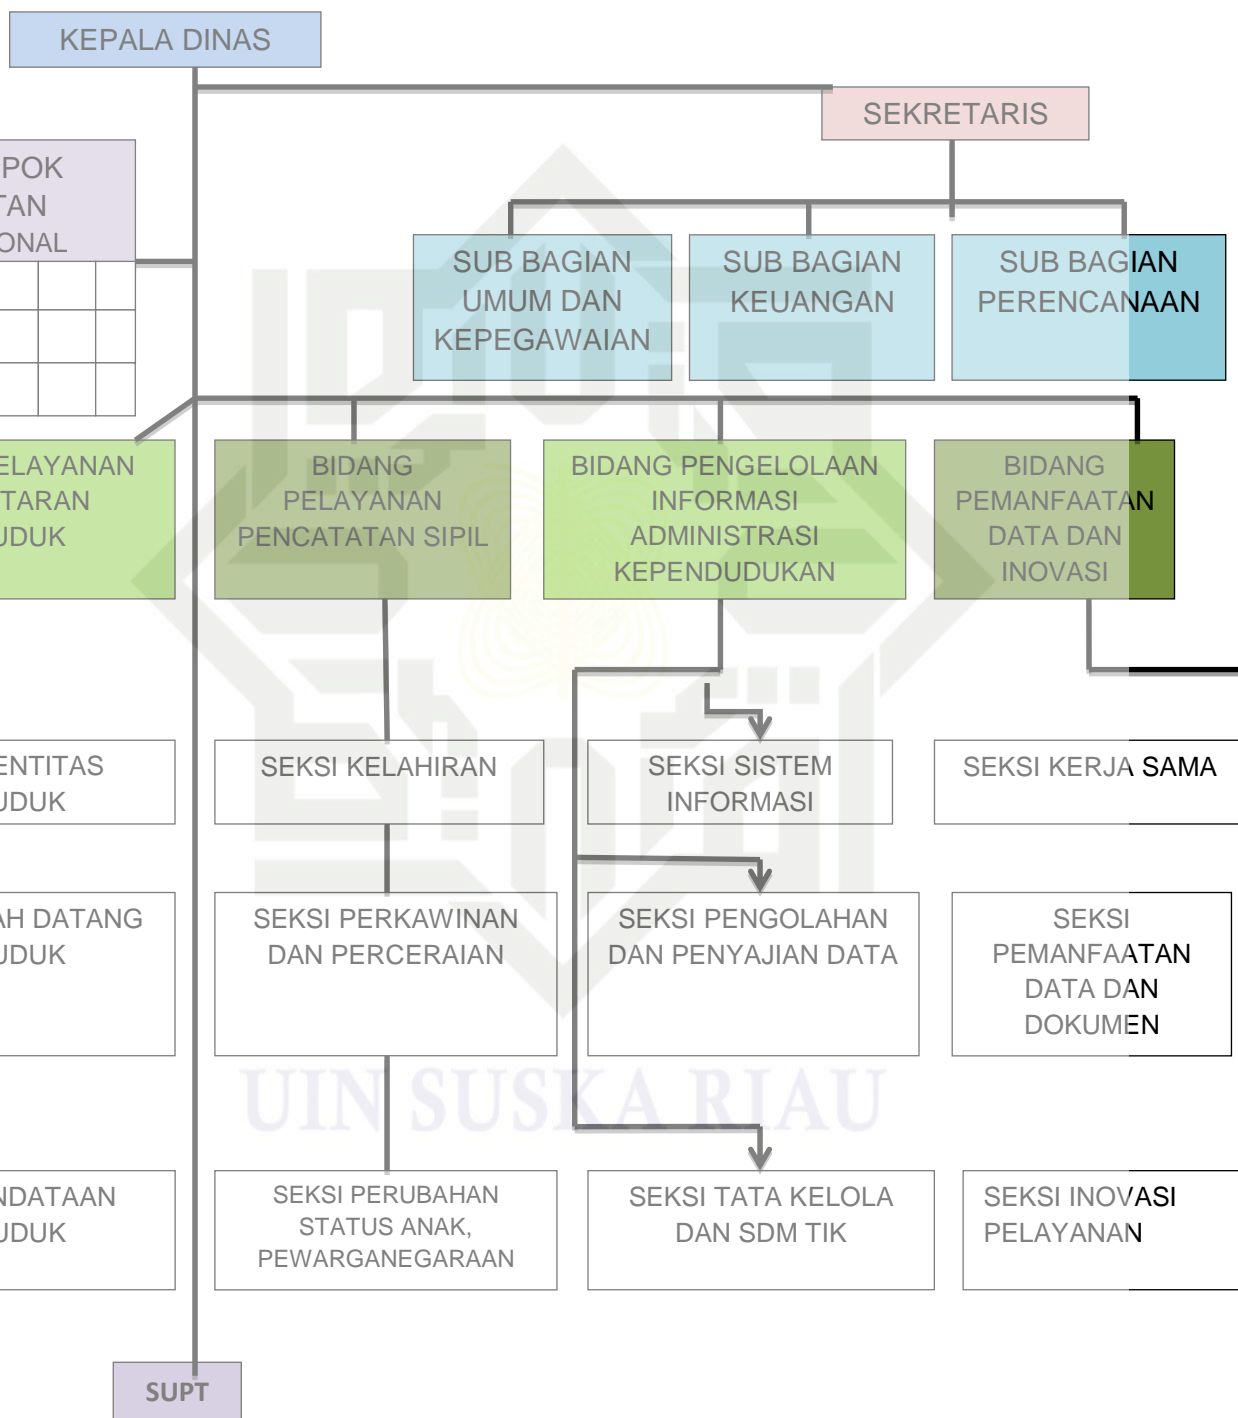 KEPALA DINAS
SEKRETARIS
POK
TAN
ONAL
SUB BAGIAN
UMUM DAN
KEPEGAWAIAN
SUB BAGIAN
KEUANGAN
SUB BAGIAN
PERENCANAAN
ELAYANAN
TARAN
UDUK
BIDANG
PELAYANAN
PENCATATAN SIPIL
BIDANG PENGELOLAAN
INFORMASI
ADMINISTRASI
KEPENDUDUKAN
BIDANG
PEMANFAATAN
DATA DAN
INOVASI
ENTITAS
UDUK
SEKSI KELAHIRAN
SEKSI SISTEM
INFORMASI
SEKSI KERJA SAMA
AH DATANG
UDUK
SEKSI PERKAWINAN
DAN PERCERAIAN
SEKSI PENGOLAHAN
DAN PENYAJIAN DATA
SEKSI
PEMANFAATAN
DATA DAN
DOKUMEN
UIN SUSKA RIAU
NDATAAN
UDUK
SEKSI PERUBAHAN
STATUS ANAK,
PEWARGANEGARAAN
SEKSI TATA KELOLA
DAN SDM TIK
SEKSI INOVASI
PELAYANAN
SUPT